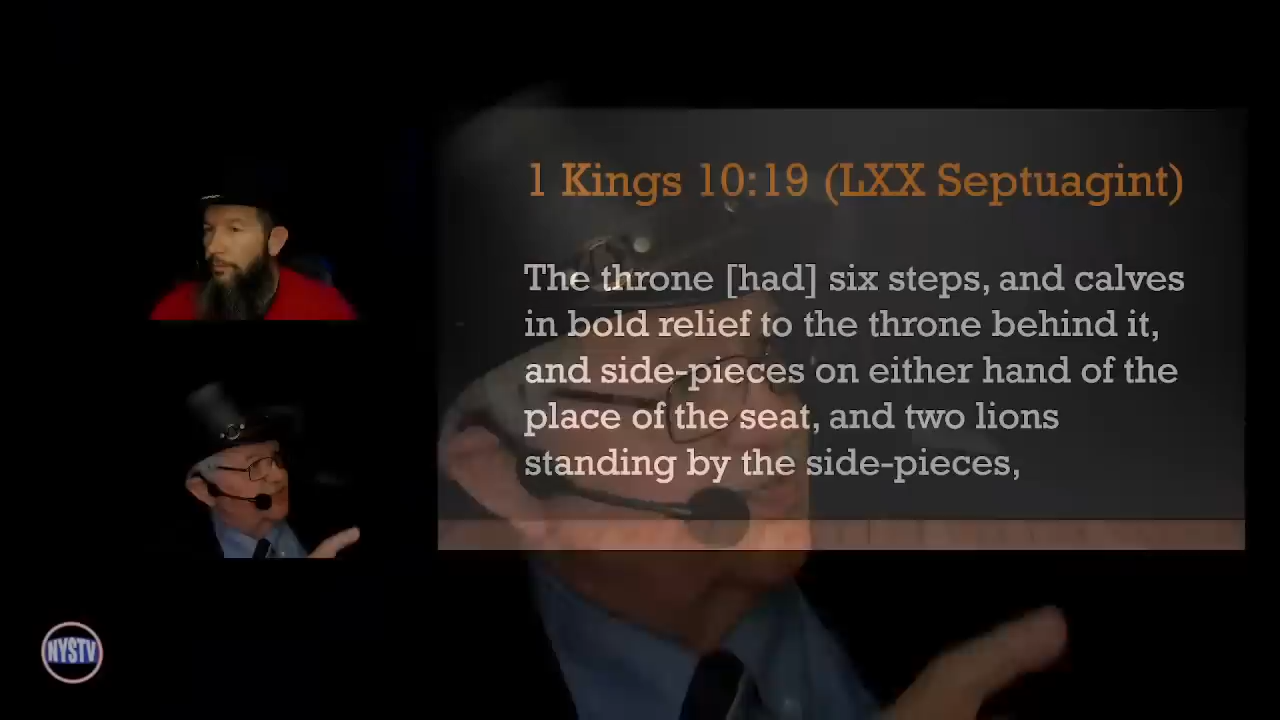 1 Kings 10:19 (LXX Septuagint)
The throne [had] six steps, and calves
in bold relief to the throne behind it,
and side-pieces on either hand of the
place of the seat, and two lions
standing by the side-pieces,
NYSTV